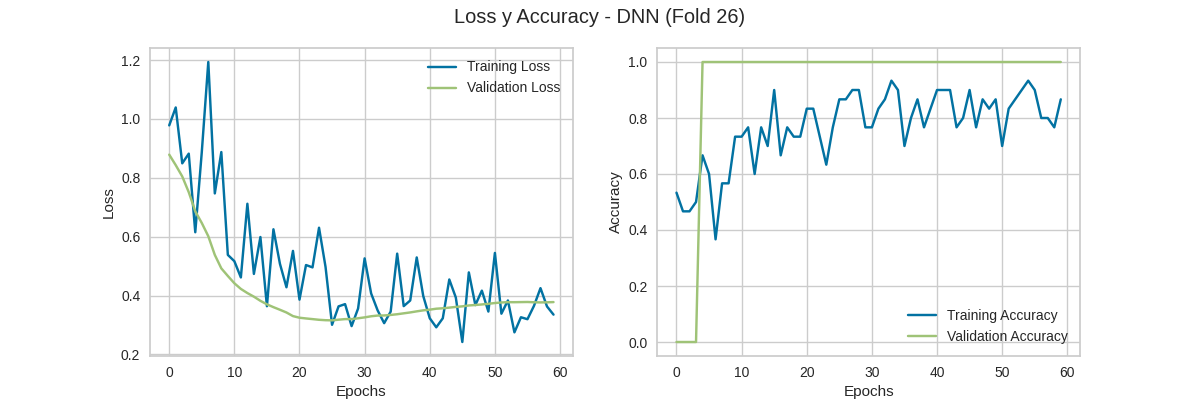 Loss y Accuracy - DNN (Fold 26)
1.2
1.0
0.8
0.6
0.4
0.2
Loss
0 10 20 30 40 50 60
Epochs
Training Loss
Validation Loss
1.0
0.8
0.6
0.4
0.2
0.0
Accuracy
0 10 20 30 40 50 60
Epochs
Training Accuracy
Validation Accuracy